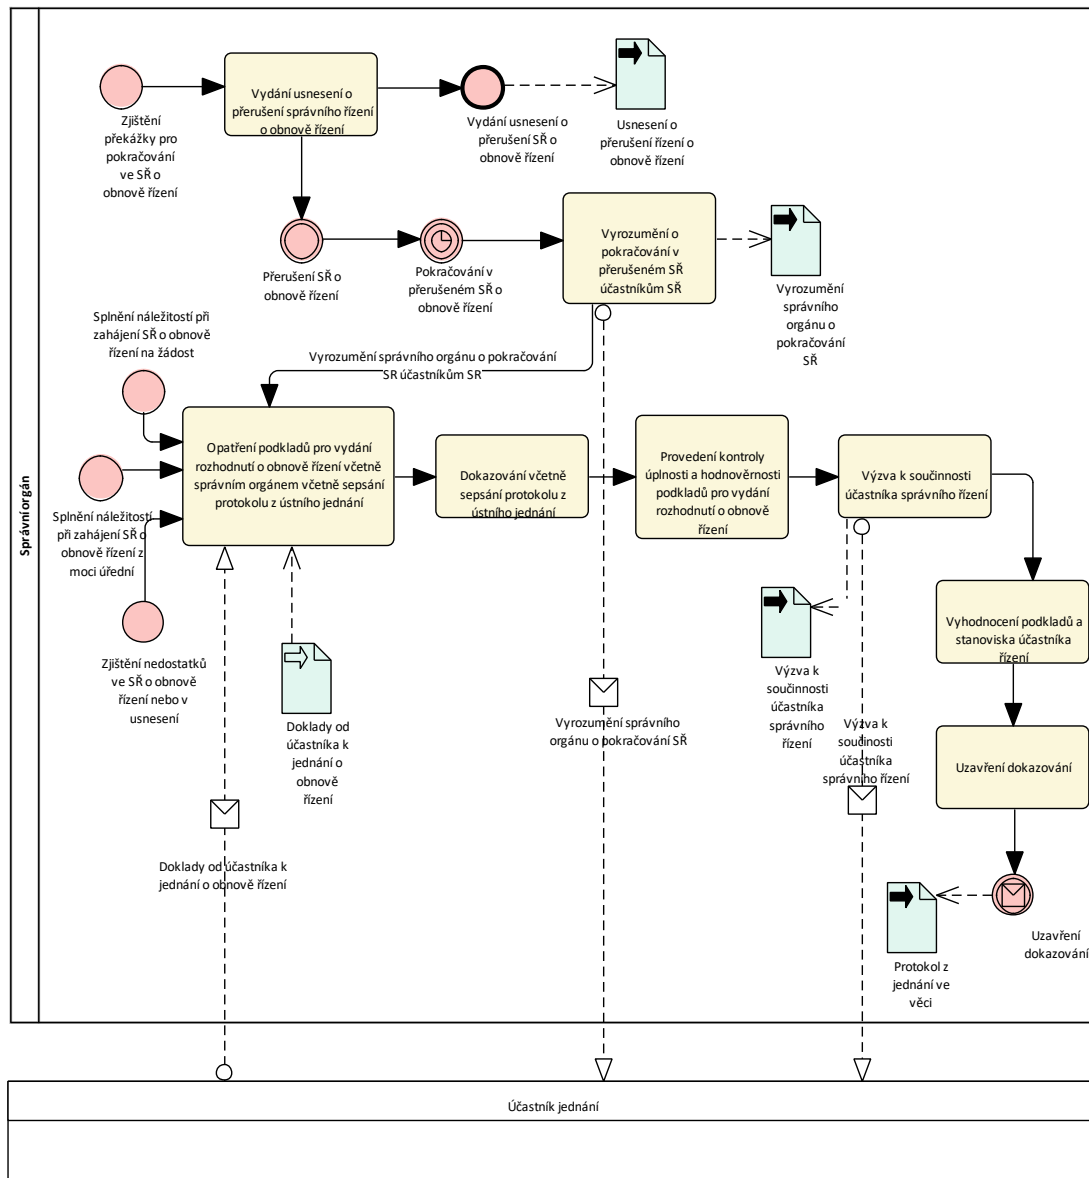 Správní orgán
Zjištění
překážky pro
pokračování
ve SŘ o
obnově řízení
Vydání usnesení o
přerušení správního řízení
o obnově řízení
Vydání usnesení o
přerušení SŘ o
obnově řízení
Usnesení o
přerušení řízení o
obnově řízení
Přerušení SŘ o
obnově řízení
Pokračování v
přerušeném SŘ o
obnově řízení
Vyrozumění o
pokračování v
přerušeném SŘ
účastníkům SŘ
Vyrozumění
správního
orgánu o
pokračování
SŘ
Splnění náležitostí při
zahájení SŘ o obnově
řízení na žádost
Vyrozumění správního orgánu o pokračování
SŘ účastníkům SŘ
Opatření podkladů pro vydání
rozhodnutí o obnově řízení včetně
správním orgánem včetně sepsání
protokolu z ústního jednání
Dokazování včetně
sepsání protokolu z
ústního jednání
Provedení kontroly
úplnosti a hodnověrnosti
podkladů pro vydání
rozhodnutí o obnově
řízení
Výzva k součinnosti
účastníka správního řízení
Splnění náležitostí
při zahájení SŘ o
obnově řízení z
moci úřední
Zjištění nedostatků
ve SŘ o obnově
řízení nebo v
usnesení
Doklady od
účastníka k
jednání o
obnově
řízení
Vyrozumění správního
orgánu o pokračování SŘ
Výzva k
součinnosti
účastníka
správního
řízení
Výzva k
součinosti
účastníka
správního řízení
Vyhodnocení podkladů a
stanoviska účastníka
řízení
Uzavření dokazování
Doklady od účastníka k
jednání o obnově řízení
Uzavření
dokazování
Protokol z
jednání ve
věci
Účastník jednání